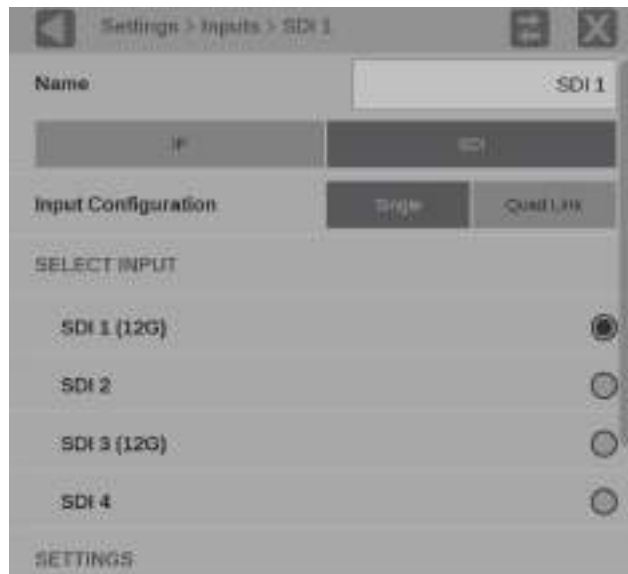 Settings > Inputs > SDI 1
Name
SDI 1
IP
SDI
Input Configuration
Single
Quad Link
SELECT INPUT
SDI 1 (12G)
SDI 2
SDI 3 (12G)
SDI 4
SETTINGS